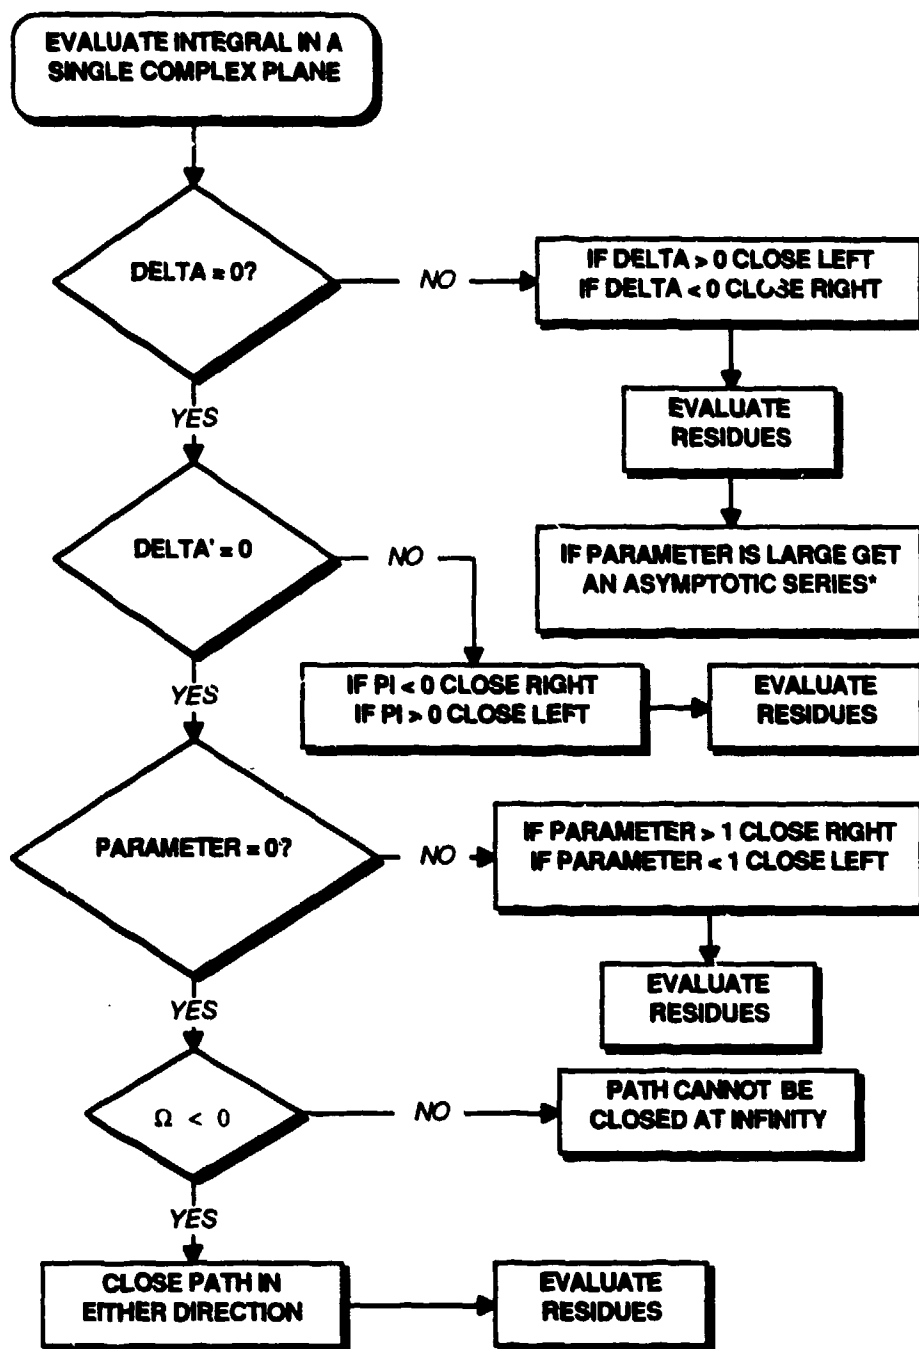 EVALUATE INTEGRAL IN A
SINGLE COMPLEX PLANE
DELTA = 0?
NO
IF DELTA > 0 CLOSE LEFT
IF DELTA < 0 CLOSE RIGHT
YES
EVALUATE
RESIDUES
DELTA' = 0
NO
IF PARAMETER IS LARGE GET
AN ASYMPTOTIC SERIES*
YES
IF PI < 0 CLOSE RIGHT
IF PI > 0 CLOSE LEFT
EVALUATE
RESIDUES
PARAMETER = 0?
NO
IF PARAMETER > 1 CLOSE RIGHT
IF PARAMETER < 1 CLOSE LEFT
YES
EVALUATE
RESIDUES
Ω < 0
NO
PATH CANNOT BE
CLOSED AT INFINITY
YES
CLOSE PATH IN
EITHER DIRECTION
EVALUATE
RESIDUES